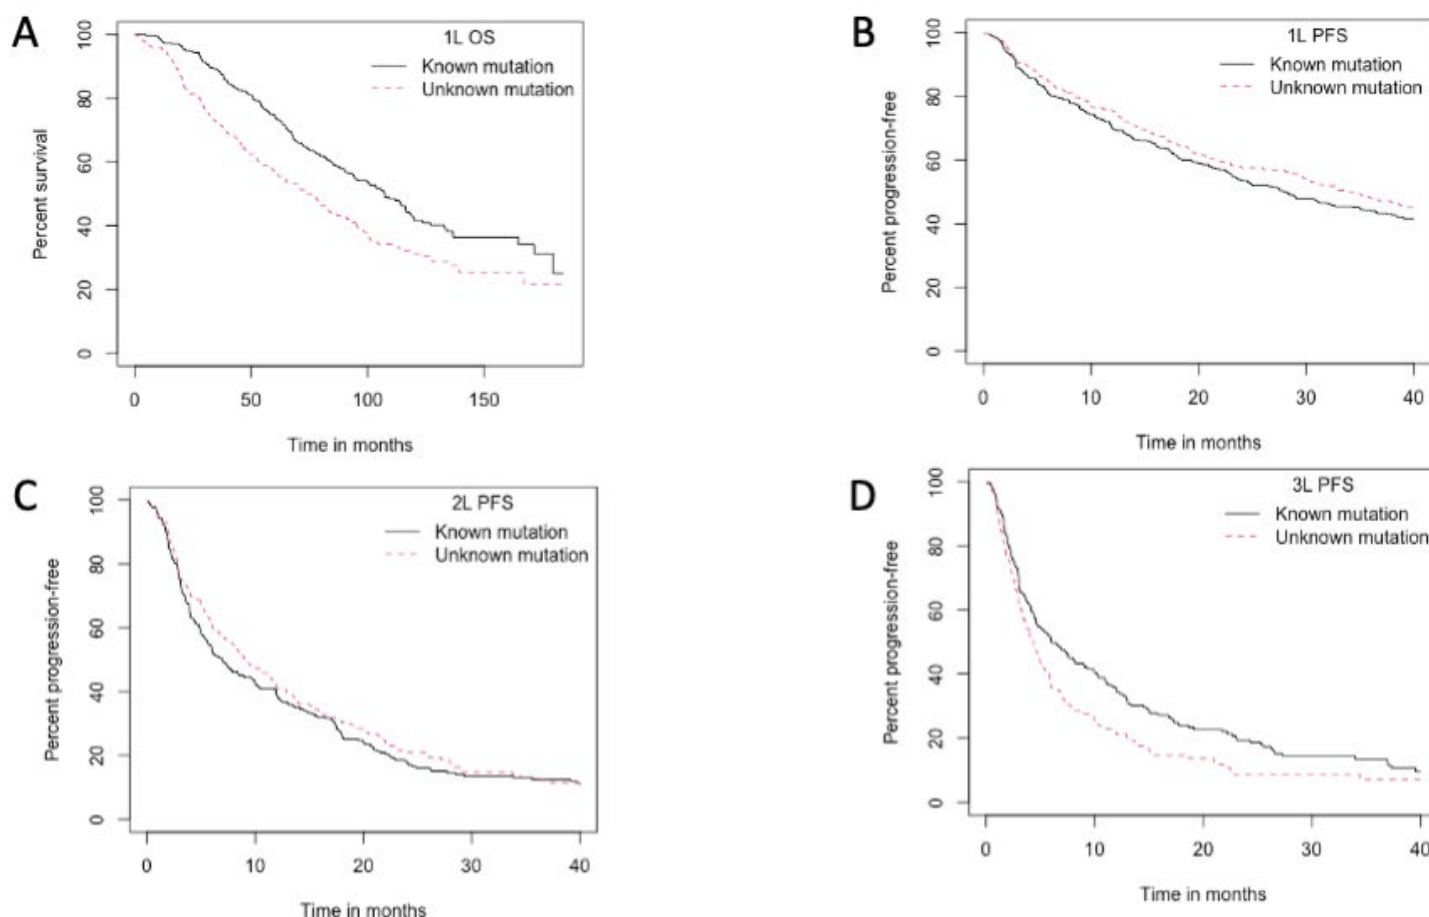 A
1L OS
Known mutation
Unknown mutation
Percent survival
0 20 40 60 80 100
0 50 100 150
Time in months
B
1L PFS
Known mutation
Unknown mutation
Percent progression-free
0 20 40 60 80 100
0 10 20 30 40
Time in months
C
2L PFS
Known mutation
Unknown mutation
Percent progression-free
0 20 40 60 80 100
0 10 20 30 40
Time in months
D
3L PFS
Known mutation
Unknown mutation
Percent progression-free
0 20 40 60 80 100
0 10 20 30 40
Time in months